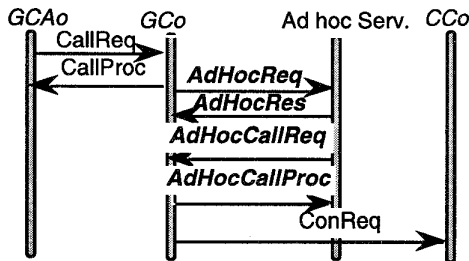 GCAo GCo Ad hoc Serv. CCo
CallReq
CallProc
AdHocReq
AdHocRes
AdHocCallReq
AdHocCallProc
ConReq